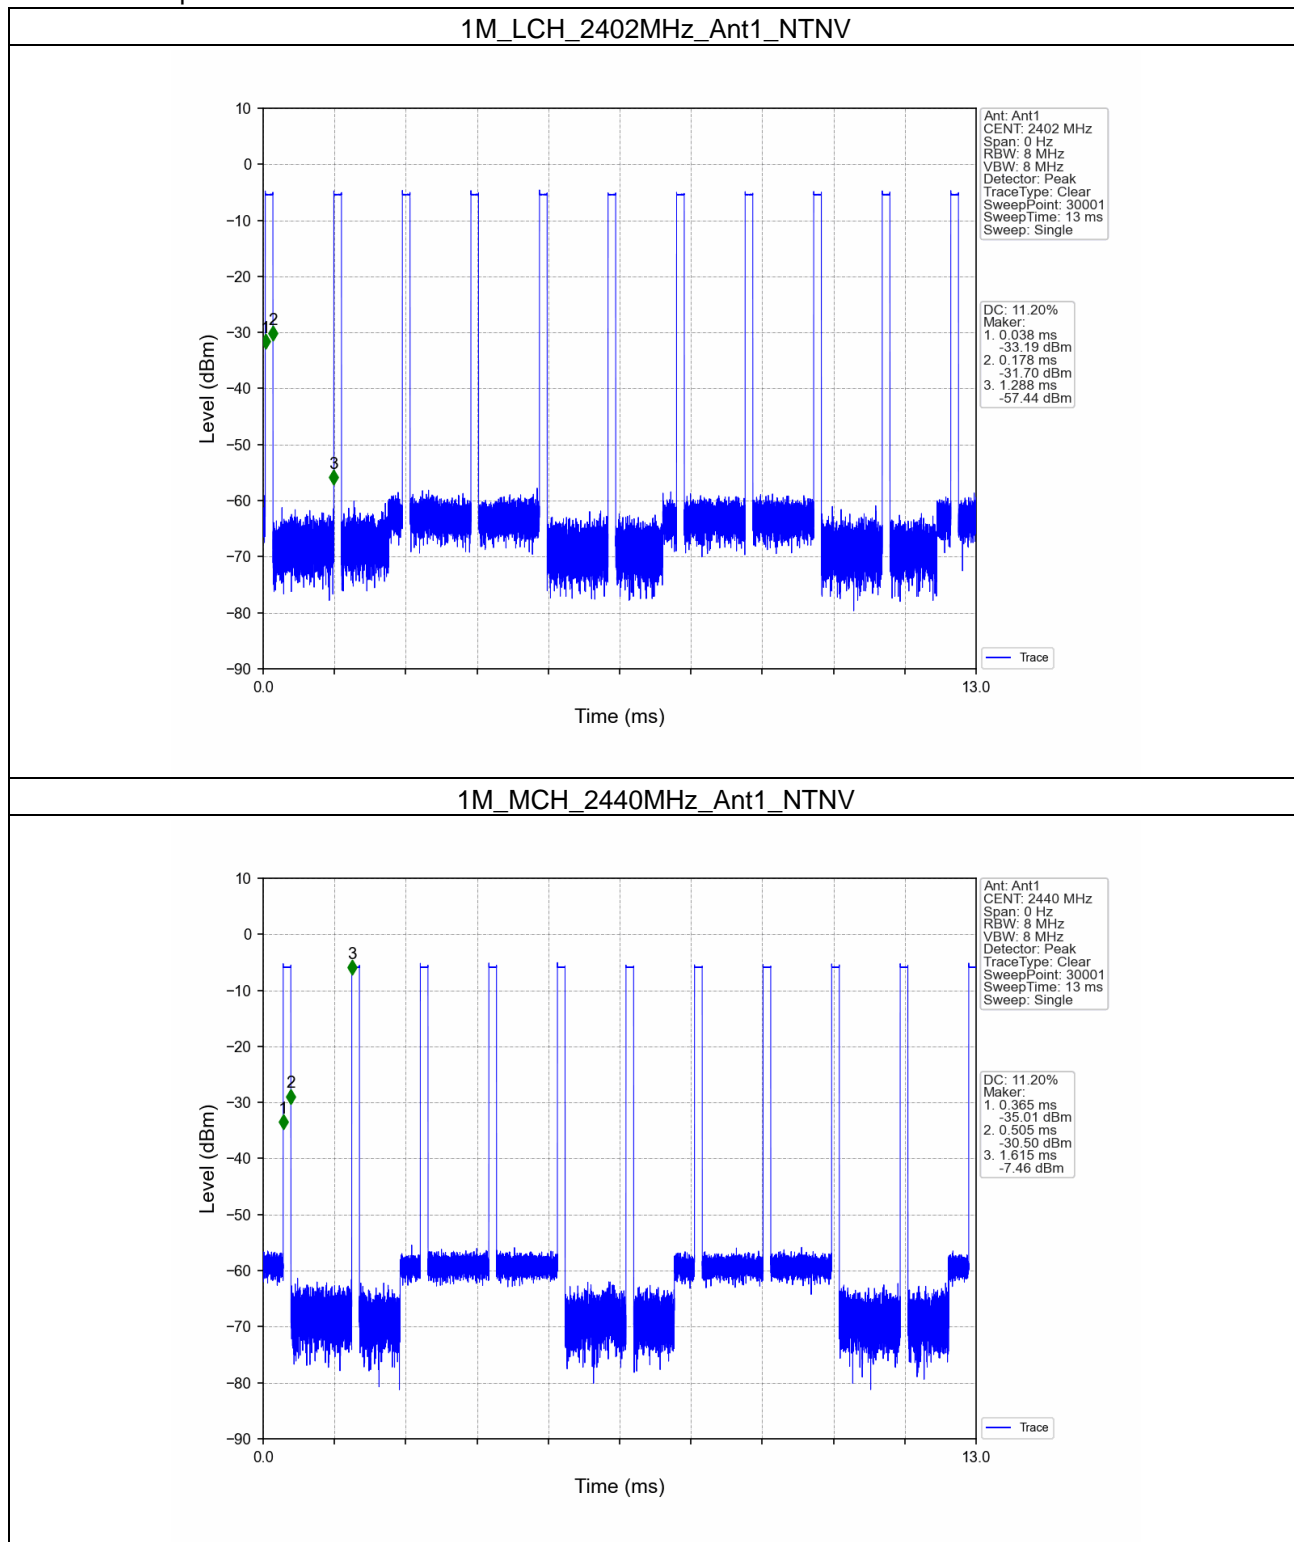 1M_LCH_2402MHz_Ant1_NTNV
10
0
−10
−20
−30
−40
−50
−60
−70
−80
−90
Level (dBm)
1
2
3
0.0
13.0
Time (ms)
Ant: Ant1
CENT: 2402 MHz
Span: 0 Hz
RBW: 8 MHz
VBW: 8 MHz
Detector: Peak
TraceType: Clear
SweepPoint: 30001
SweepTime: 13 ms
Sweep: Single
DC: 11.20%
Maker:
1. 0.038 ms
-33.19 dBm
2. 0.178 ms
-31.70 dBm
3. 1.288 ms
-57.44 dBm
Trace
1M_MCH_2440MHz_Ant1_NTNV
10
0
−10
−20
−30
−40
−50
−60
−70
−80
−90
Level (dBm)
1
2
3
0.0
13.0
Time (ms)
Ant: Ant1
CENT: 2440 MHz
Span: 0 Hz
RBW: 8 MHz
VBW: 8 MHz
Detector: Peak
TraceType: Clear
SweepPoint: 30001
SweepTime: 13 ms
Sweep: Single
DC: 11.20%
Maker:
1. 0.365 ms
-35.01 dBm
2. 0.505 ms
-30.50 dBm
3. 1.615 ms
-7.46 dBm
Trace